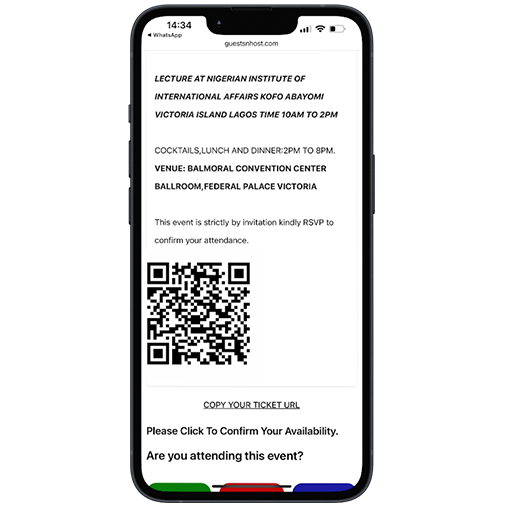 14:34
◀ WhatsApp
guestsnhost.com
LECTURE AT NIGERIAN INSTITUTE OF
INTERNATIONAL AFFAIRS KOFO ABAYOMI
VICTORIA ISLAND LAGOS TIME 10AM TO 2PM
COCKTAILS,LUNCH AND DINNER:2PM TO 8PM.
VENUE: BALMORAL CONVENTION CENTER
BALLROOM,FEDERAL PALACE VICTORIA
This event is strictly by invitation kindly RSVP to
confirm your attendance.
COPY YOUR TICKET URL
Please Click To Confirm Your Availability.
Are you attending this event?